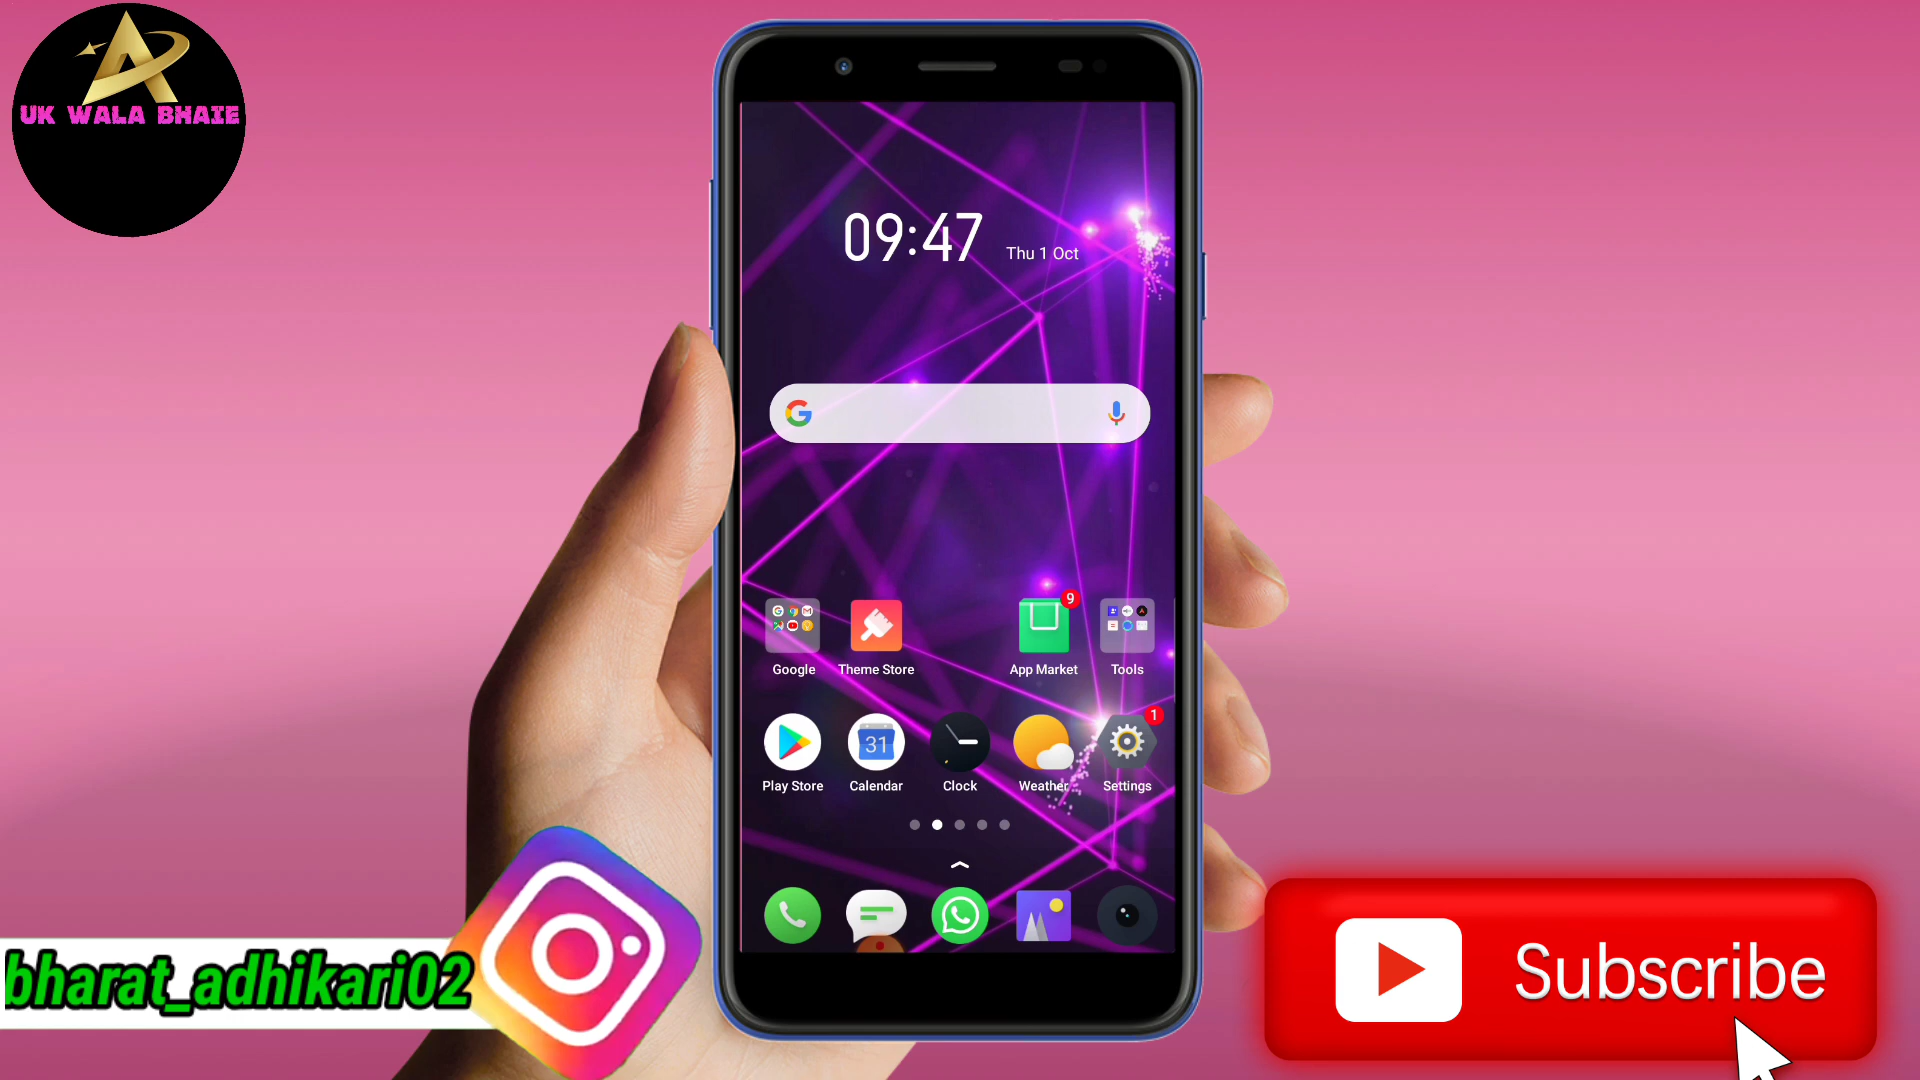 UK WALA BHAIE
09:47
Thu 1 Oct
9
Google
Theme Store
App Market
Tools
31
1
Play Store
Calendar
Clock
Weather
Settings
bharat_adhikari02
Subscribe